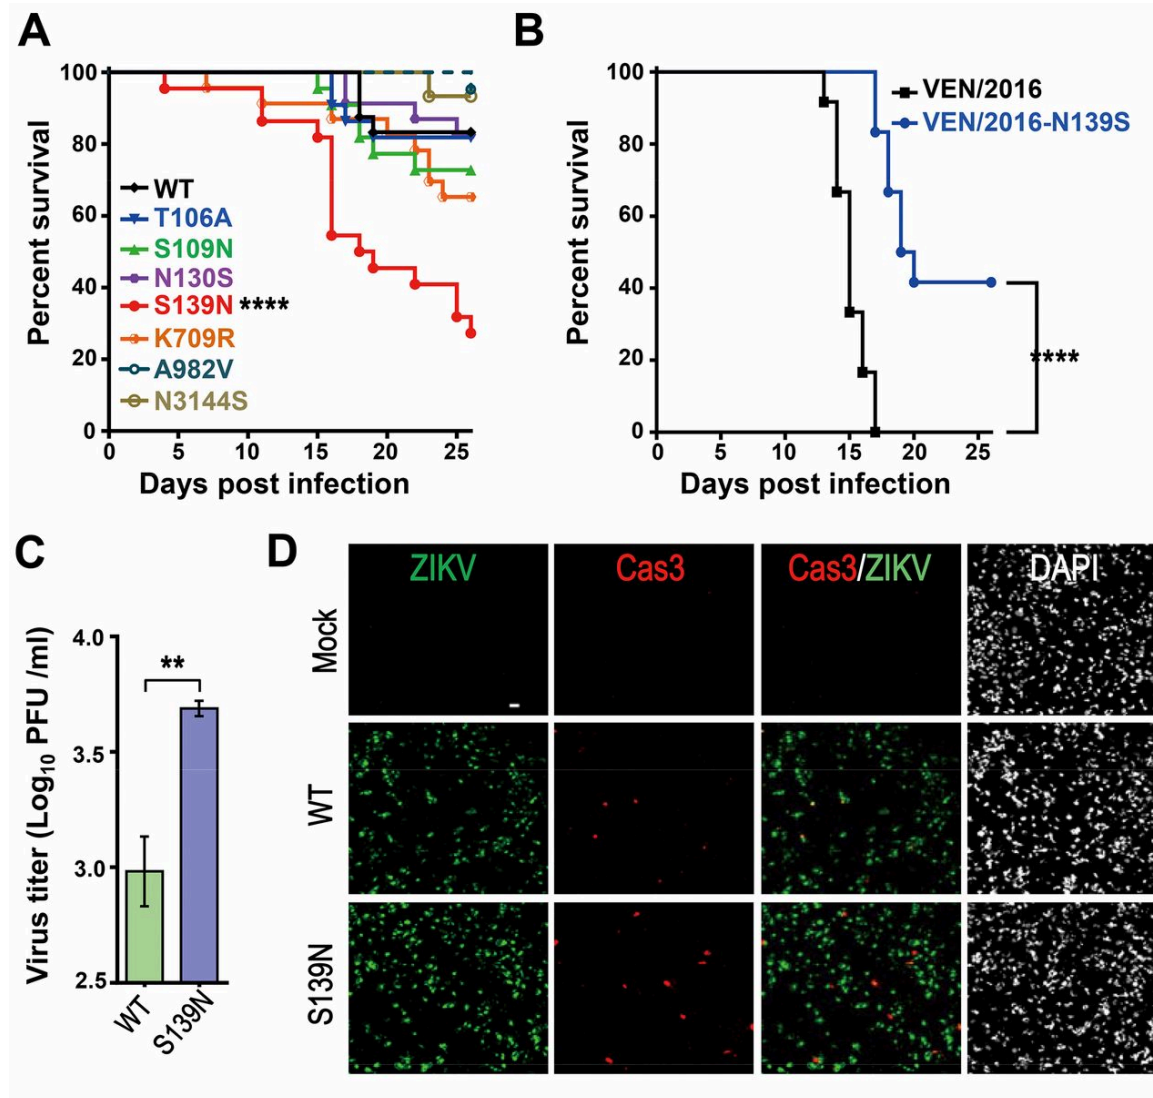 A
Percent survival
100
80
60
40
20
0
WT
T106A
S109N
N130S
S139N ****
K709R
A982V
N3144S
0 5 10 15 20 25
Days post infection
B
Percent survival
100
80
60
40
20
0
VEN/2016
VEN/2016-N139S
****
0 5 10 15 20 25
Days post infection
C
Virus titer (Log10 PFU /ml)
4.0
3.5
3.0
2.5
**
WT S139N
D
ZIKV Cas3 Cas3/ZIKV DAPI
Mock
WT
S139N